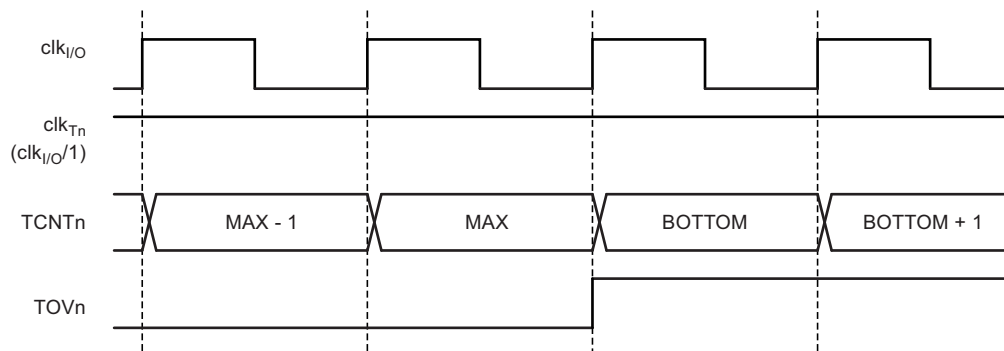 clkI/O
clkTn
(clkI/O/1)
TCNTn MAX - 1 MAX BOTTOM BOTTOM + 1
TOVn